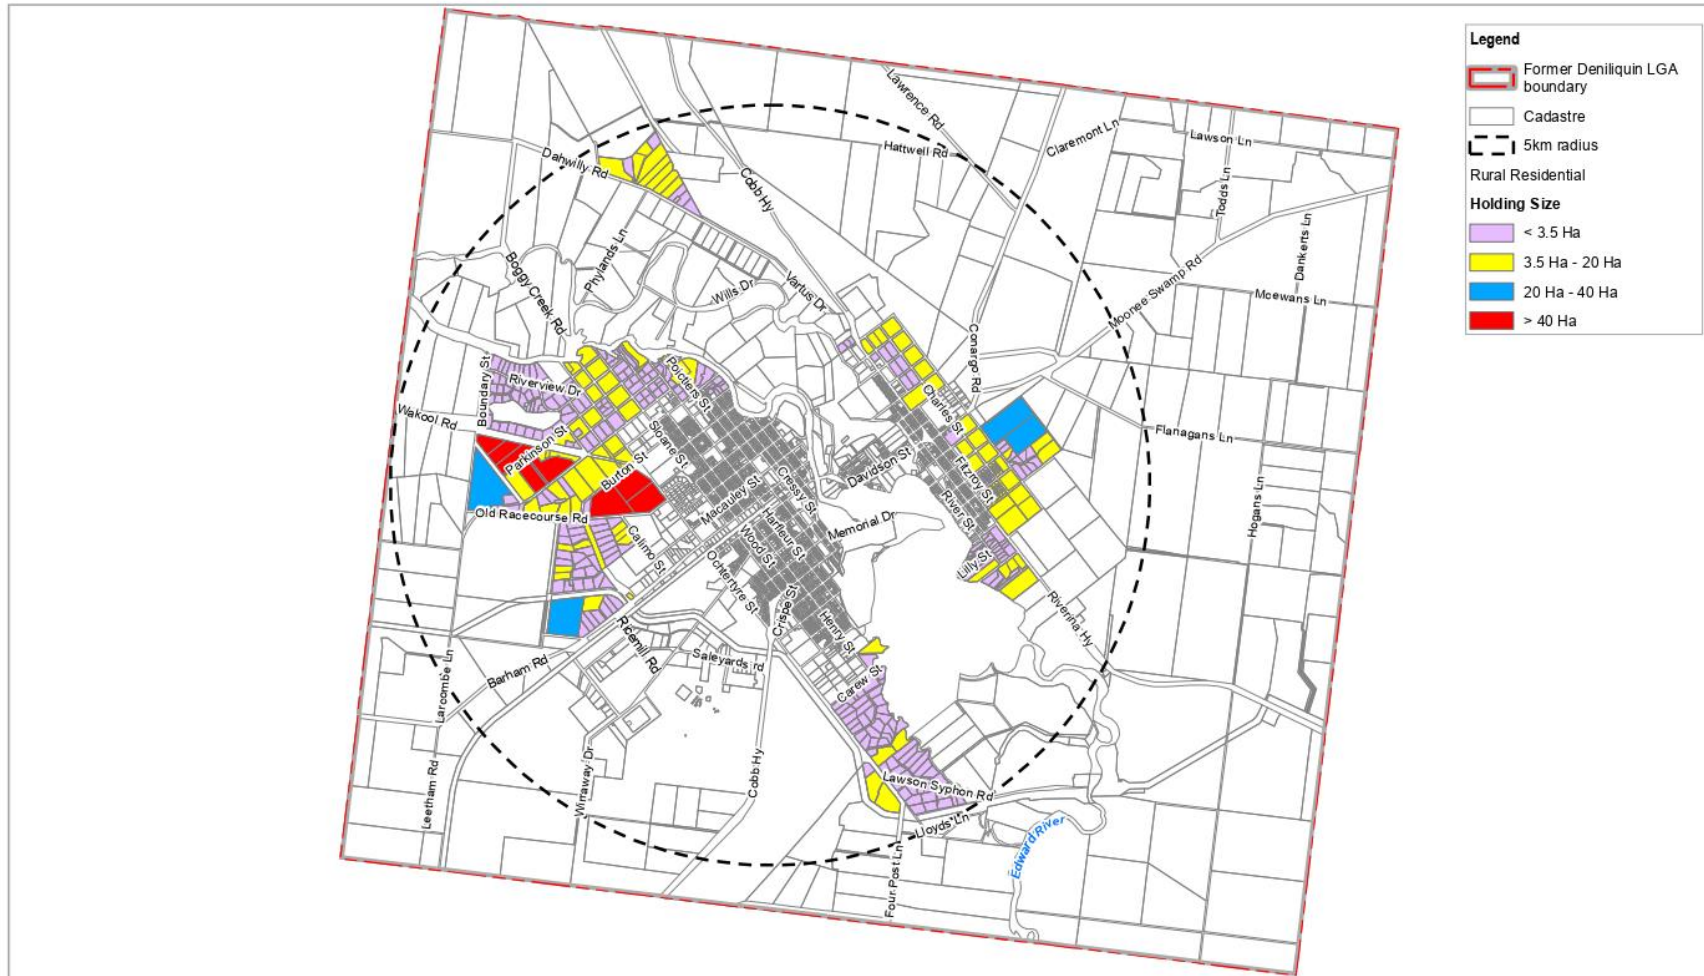 Legend
Former Deniliquin LGA
boundary
Cadastre
5km radius
Rural Residential
Holding Size
< 3.5 Ha
3.5 Ha - 20 Ha
20 Ha - 40 Ha
> 40 Ha
Lawrence Rd
Claremont Ln
Lawson Ln
Hattwell Rd
Dahwilly Rd
Cobb Hy
Todds Ln
Dankerts Ln
Phylands Ln
Boggy Creek Rd
Wills Dr
Vartus Dr
Moonee Swamp Rd
Mcewans Ln
Conargo Rd
Boundary St
Riverview Dr
Poictiers St
Charles St
Wakool Rd
Flanagans Ln
Sloane St
Parkinson St
Burton St
Davidson St
Fitzroy St
Cressy St
Macauley St
River St
Hogans Ln
Old Racecourse Rd
Harfleur St
Memorial Dr
Wood St
Calimo St
Ochtertyre St
Lilly St
Crispe St
Henry St
Riverina Hy
Ricemill Rd
Saleyards rd
Barham Rd
Larcombe Ln
Carew St
Wirraway Dr
Cobb Hy
Leetham Rd
Lawson Syphon Rd
Lloyds Ln
Edward River
Four Post Ln